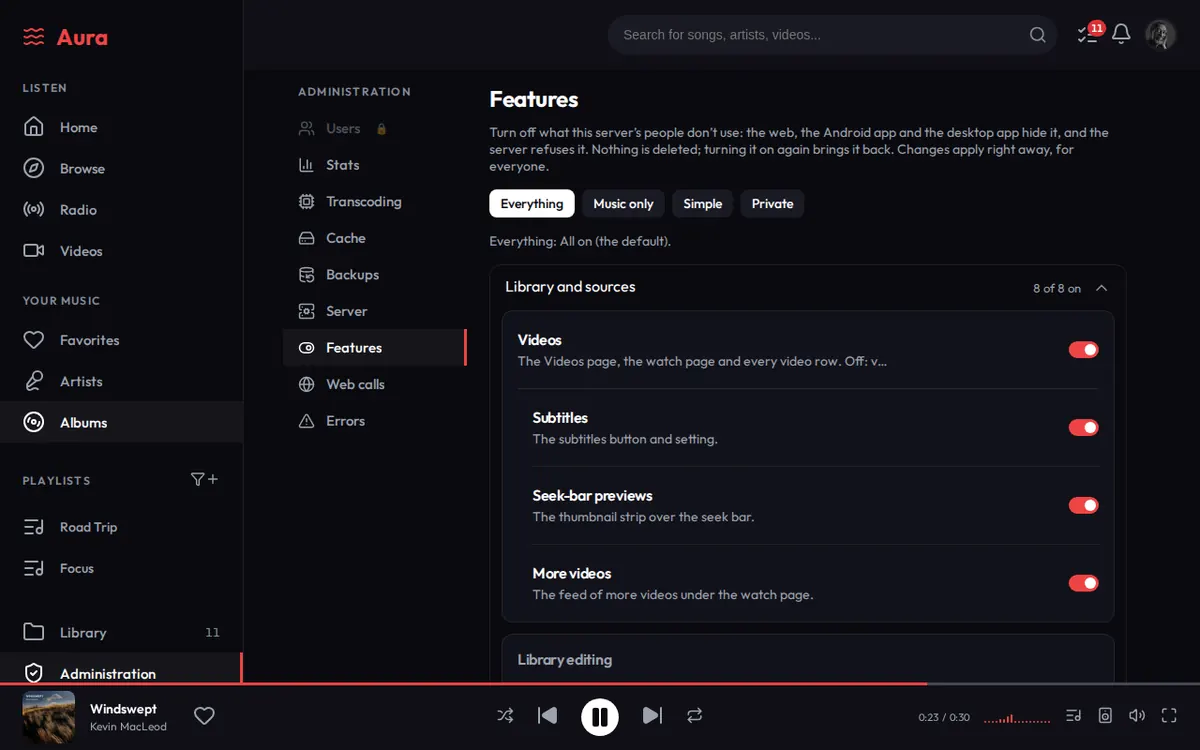 Aura
Search for songs, artists, videos...
11
LISTEN
Home
Browse
Radio
Videos
YOUR MUSIC
Favorites
Artists
Albums
PLAYLISTS
Road Trip
Focus
Library 11
Administration
ADMINISTRATION
Users
Stats
Transcoding
Cache
Backups
Server
Features
Web calls
Errors
Features
Turn off what this server's people don't use: the web, the Android app and the desktop app hide it, and the
server refuses it. Nothing is deleted; turning it on again brings it back. Changes apply right away, for
everyone.
Everything Music only Simple Private
Everything: All on (the default).
Library and sources 8 of 8 on
Videos
The Videos page, the watch page and every video row. Off: v...
Subtitles
The subtitles button and setting.
Seek-bar previews
The thumbnail strip over the seek bar.
More videos
The feed of more videos under the watch page.
Library editing
Windswept
Kevin MacLeod
0:23 / 0:30